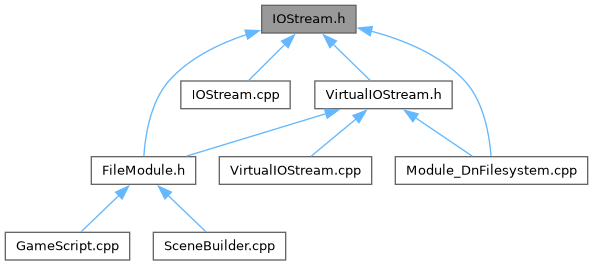 IOStream.h
IOStream.cpp
VirtualIOStream.h
FileModule.h
VirtualIOStream.cpp
Module_DnFilesystem.cpp
GameScript.cpp
SceneBuilder.cpp